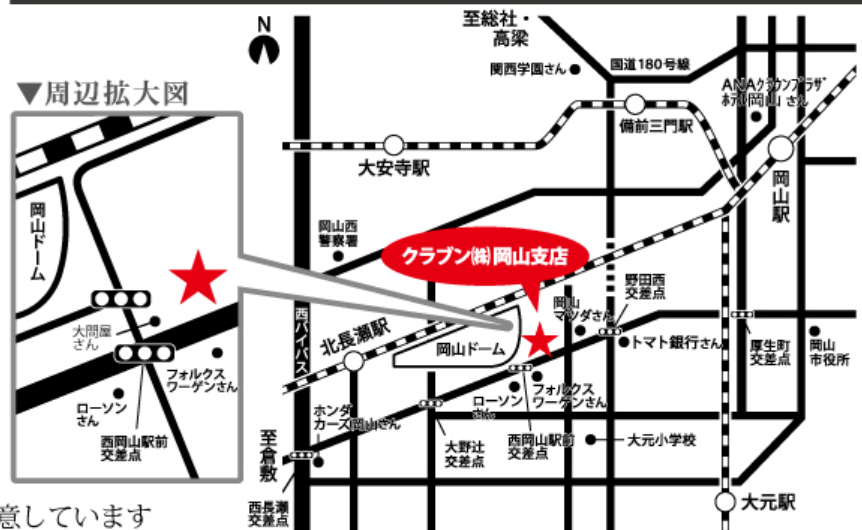 N
至総社・
高梁
国道180号線
関西学園さん
ANAクラウンプラザ
ホテル岡山 さん
備前三門駅
▼周辺拡大図
大安寺駅
岡山駅
岡山ドーム
岡山西
警察署
クラブン㈱岡山支店
野田西
交差点
岡山
マツダさん
西バイパス
北長瀬駅
大問屋
さん
岡山ドーム
トマト銀行さん
厚生町
交差点
岡山
市役所
フォルクス
ワーゲンさん
ローソン
さん
フォルクス
ワーゲンさん
ローソン
さん
ホンダ
カーズ岡山さん
西岡山駅前
交差点
至倉敷
大野辻
交差点
西岡山駅前
交差点
大元小学校
西長瀬
交差点
大元駅
意しています